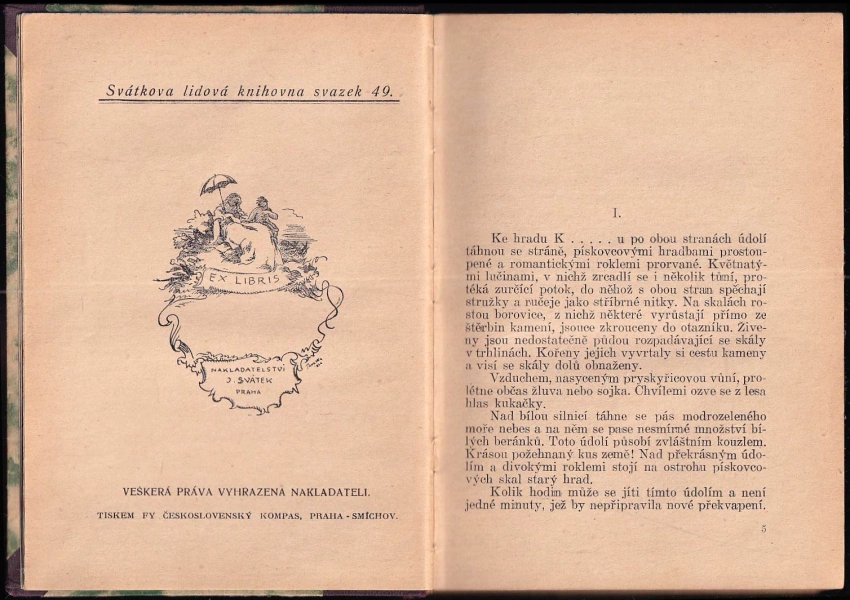 Svátkova lidová knihovna svazek 49.
EX LIBRIS
NAKLADATELSTVÍ
J. SVÁTEK
PRAHA
VEŠKERÁ PRÁVA VYHRAZENA NAKLADATELI.
TISKEM FY ČESKOSLOVENSKÝ KOMPAS, PRAHA - SMÍCHOV.
I.
Ke hradu K . . . . . u po obou stranách údolí
táhnou se stráně, pískovcovými hradbami prostou-
pené a romantickými roklemi prorvané. Květnatý-
mi lučinami, v nichž zrcadlí se i několik tůní, pro-
téká zurčící potok, do něhož s obou stran spěchají
stružky a ručeje jako stříbrné nitky. Na skalách ro-
stou borovice, z nichž některé vyrůstají přímo ze
štěrbin kamení, jsouce zkrouceny do otazníku. Žive-
ny jsou nedostatečně půdou rozpadávající se skály
v trhlinách. Kořeny jejich vyvrtaly si cestu kameny
a visí se skály dolů obnaženy.
Vzduchem, nasyceným pryskyřicovou vůní, pro-
létne občas žluva nebo sojka. Chvílemi ozve se z lesa
hlas kukačky.
Nad bílou silnicí táhne se pás modrozeleného
moře nebes a na něm se pase nesmírné množství bí-
lých beránků. Toto údolí působí zvláštním kouzlem.
Krásou požehnaný kus země! Nad překrásným údo-
lím a divokými roklemi stojí na ostrohu pískovco-
vých skal starý hrad.
Kolik hodin může se jíti tímto údolím a není
jedné minuty, jež by nepřipravila nové překvapení.
5